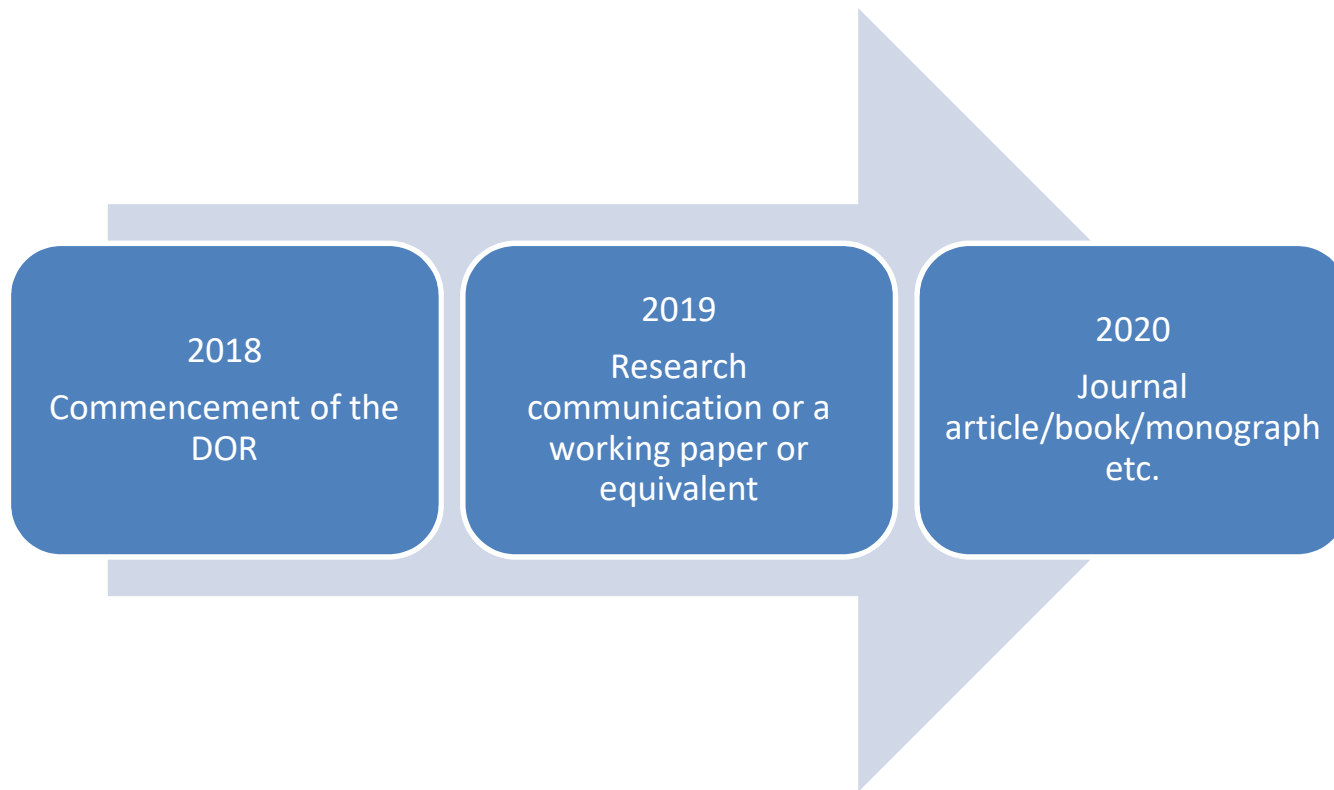 2018
Commencement of the
DOR
2019
Research
communication or a
working paper or
equivalent
2020
Journal
article/book/monograph
etc.